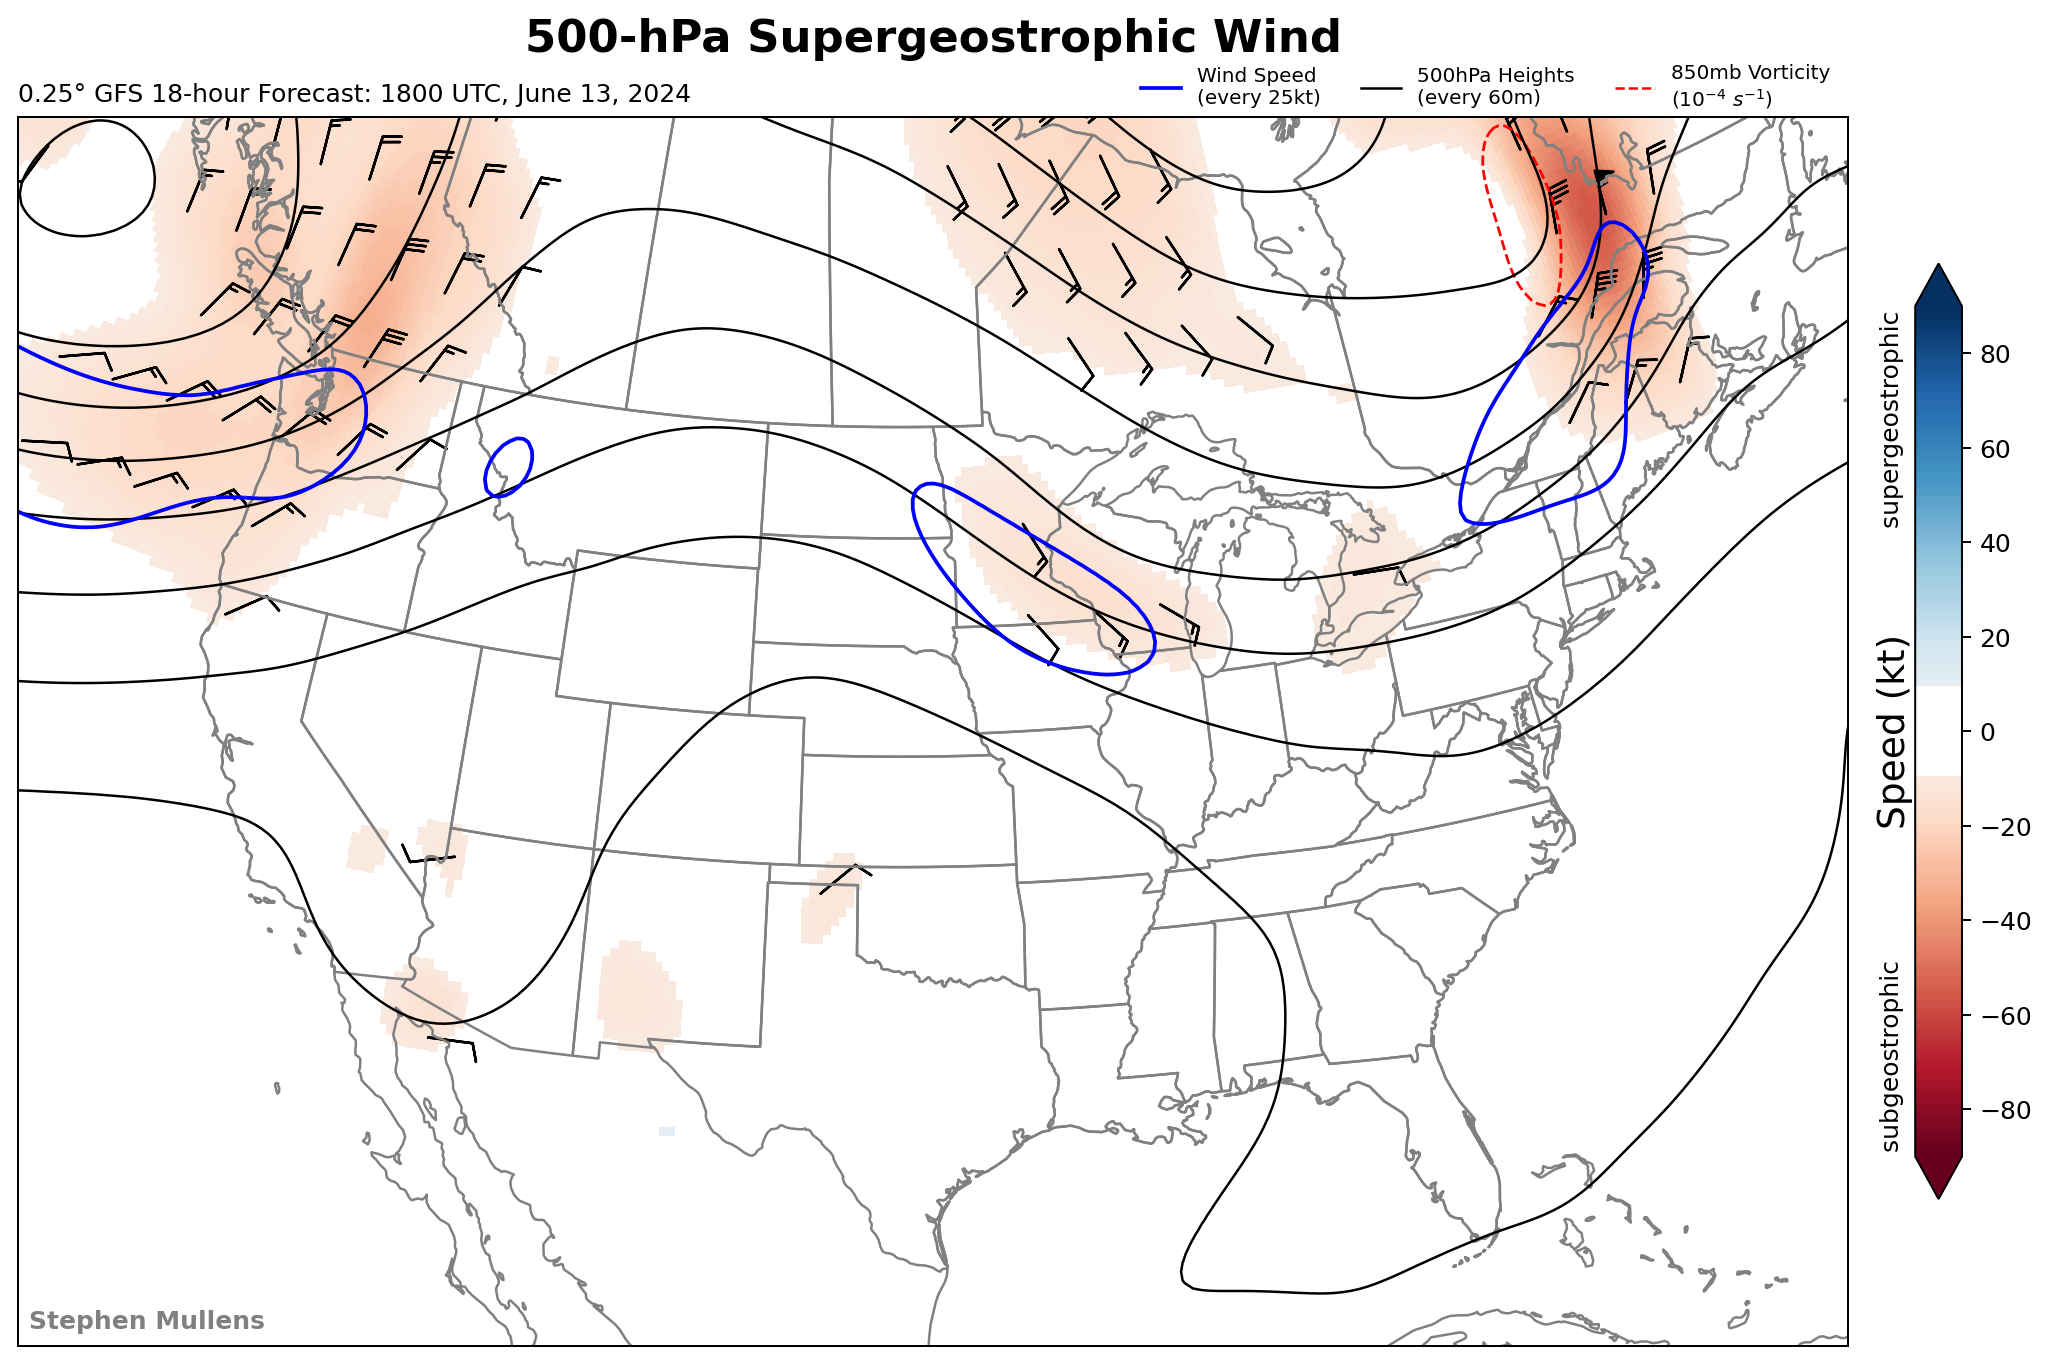 500-hPa Supergeostrophic Wind
0.25° GFS 18-hour Forecast: 1800 UTC, June 13, 2024
Wind Speed
(every 25kt)
500hPa Heights
(every 60m)
850mb Vorticity
(10⁻⁴ s⁻¹)
supergeostrophic
Speed (kt)
subgeostrophic
80
60
40
20
0
−20
−40
−60
−80
Stephen Mullens